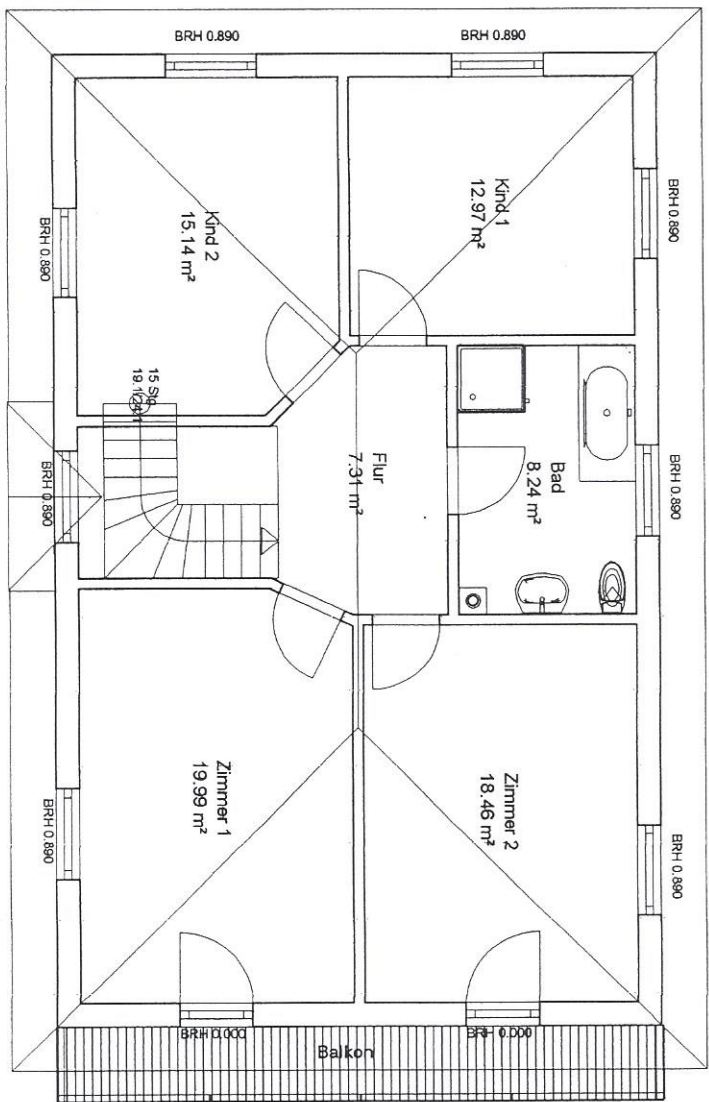 BRH 0.890
BRH 0.890
Kind 2
15.14 m²
Kind 1
12.97 m²
BRH 0.890
BRH 0.890
15 Stg
Flur
7.31 m²
Bad
8.24 m²
BRH 0.890
BRH 0.890
Zimmer 1
19.99 m²
Zimmer 2
18.46 m²
BRH 0.890
BRH 0.890
BRH 0.000
BRH 0.000
Balkon